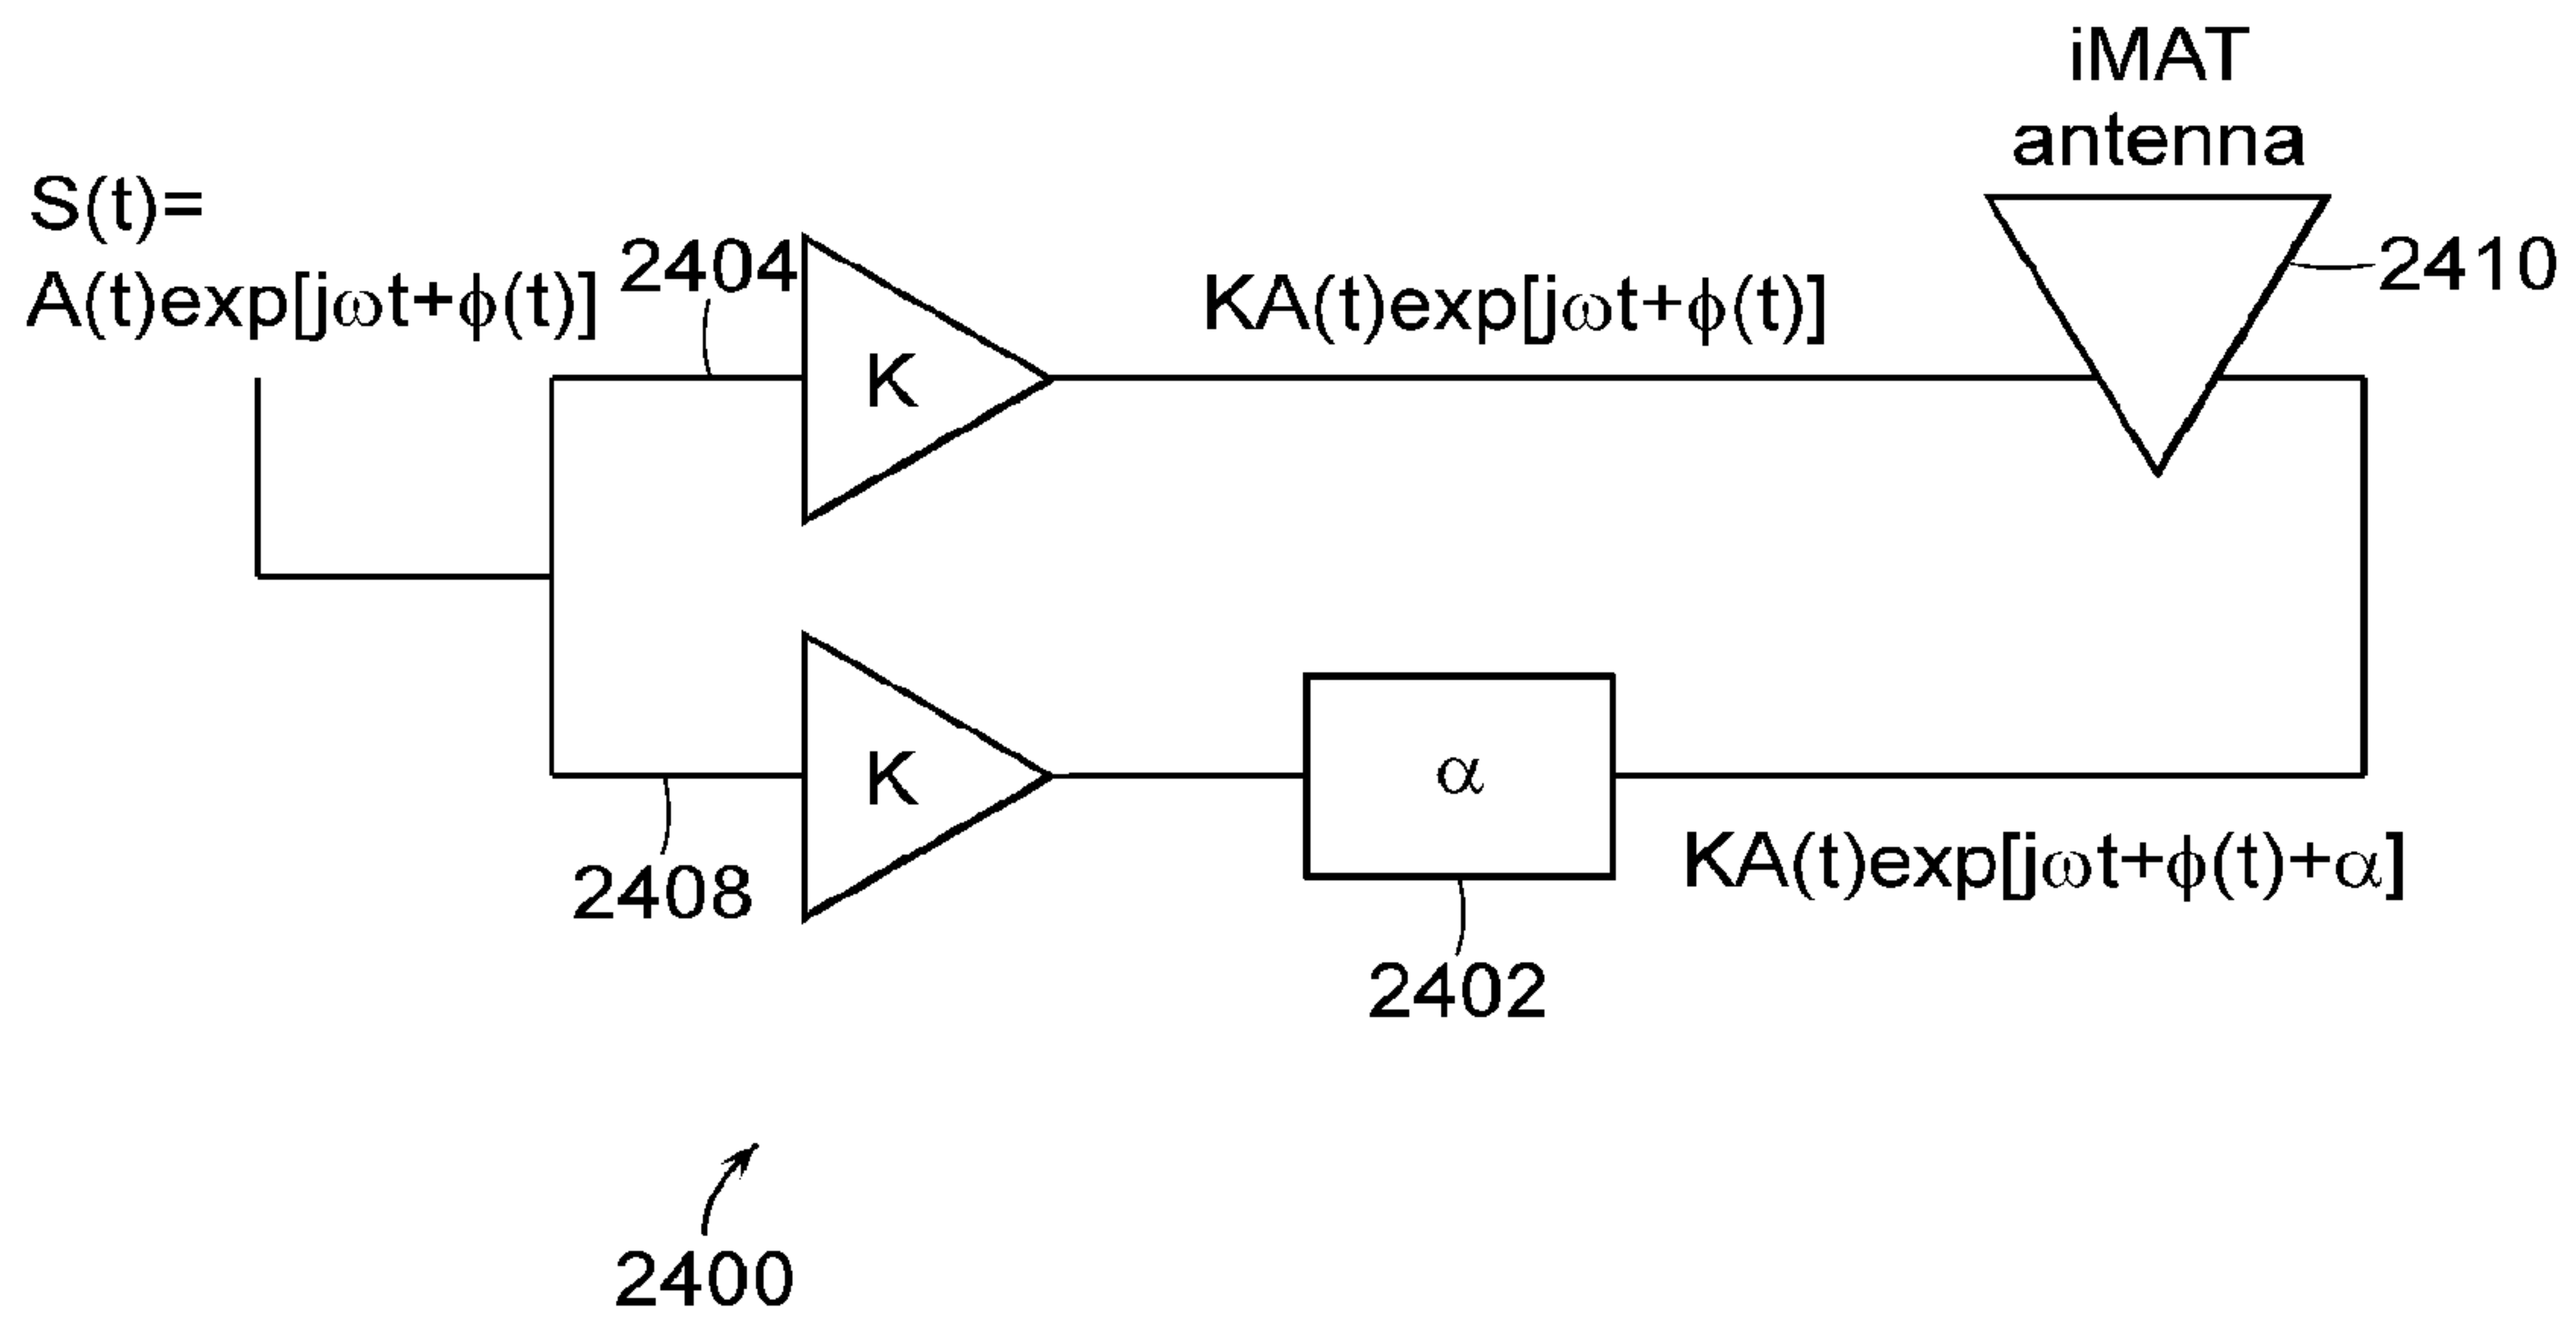 iMAT
antenna
S(t)=
A(t)exp[jωt+ϕ(t)]
2404
KA(t)exp[jωt+ϕ(t)]
2410
K
K
α
2408
KA(t)exp[jωt+ϕ(t)+α]
2402
2400